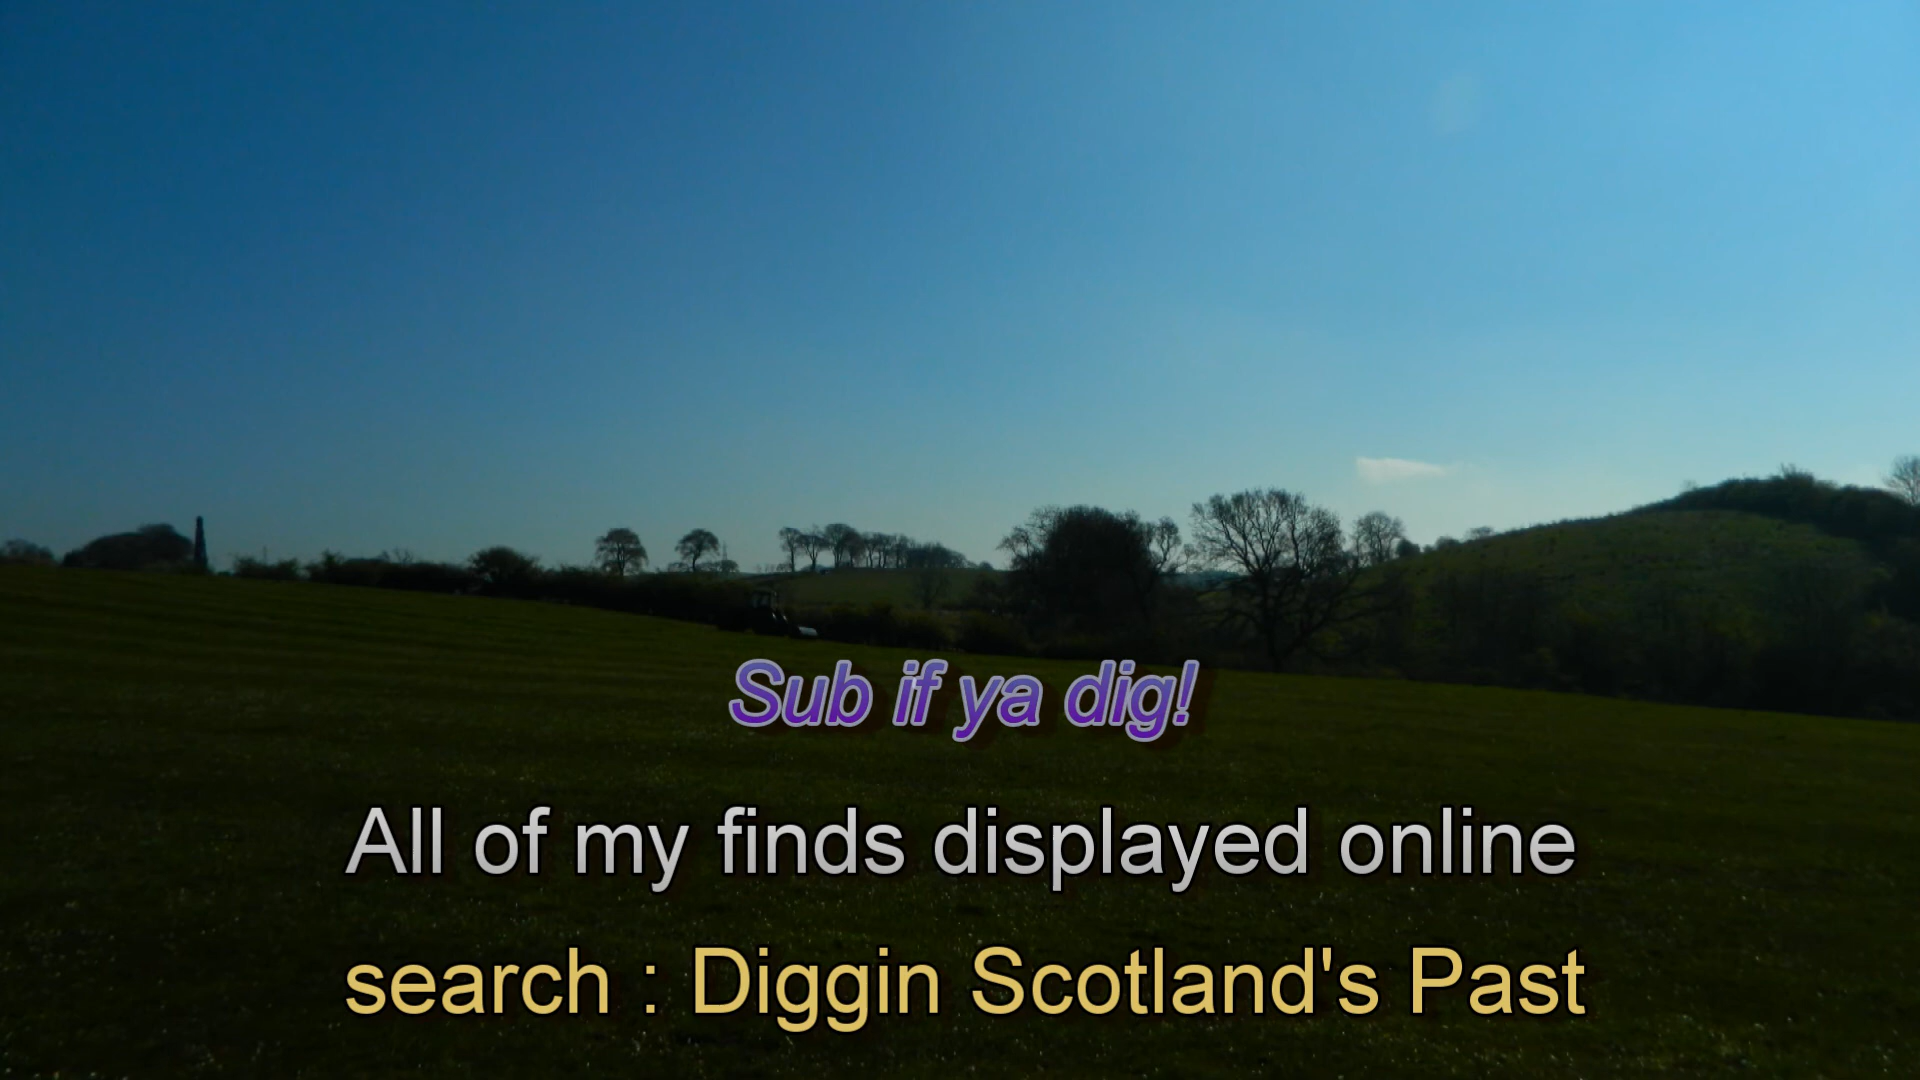 Sub if ya dig!
All of my finds displayed online
search : Diggin Scotland's Past